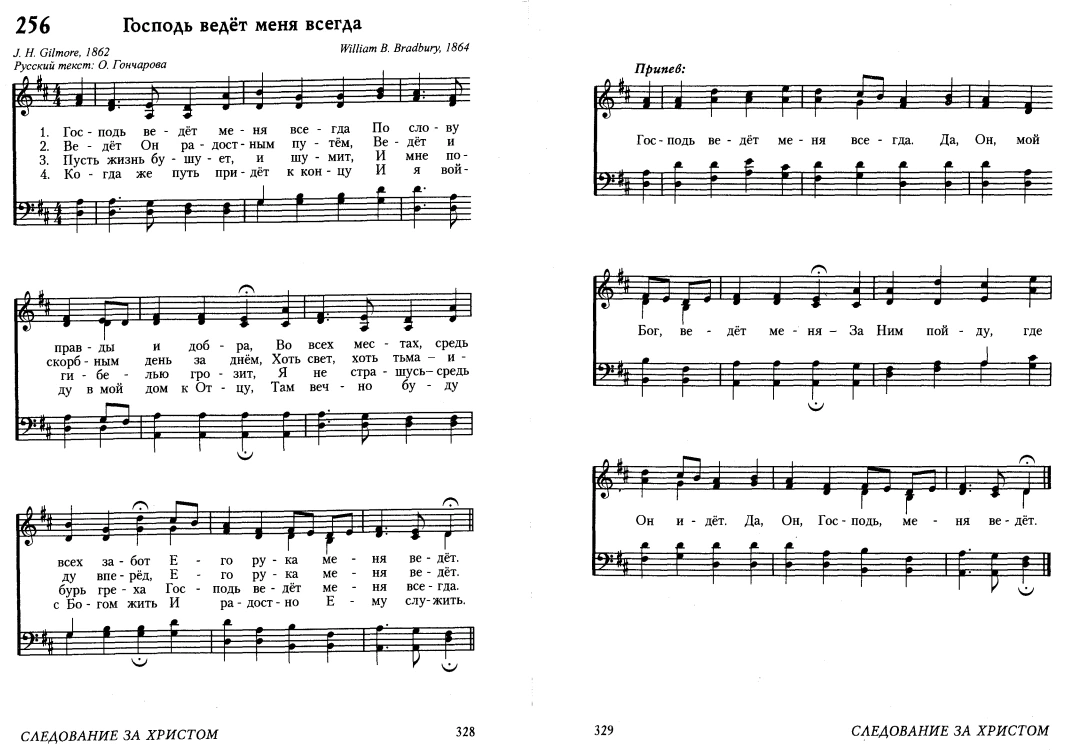 256 Господь ведёт меня всегда
J. H. Gilmore, 1862 William B. Bradbury, 1864
Русский текст: О. Гончарова
1. Гос - подь ве - дёт ме - ня все - гда По сло - ву
2. Ве - дёт Он ра - дост - ным пу - тём, Ве - дёт и
3. Пусть жизнь бу - шу - ет, и шу - мит, И мне по-
4. Ко - гда же путь при - дёт к кон - цу И я вой-
прав - ды и доб - ра, Во всех мес - тах, средь
скорб - ным день за днём, Хоть свет, хоть тьма – и -
ги - бе - лью гро - зит, Я не стра - шусь–средь
ду в мой дом к От - цу, Там веч - но бу - ду
всех за - бот Е - го ру - ка ме - ня ве - дёт.
ду впе - рёд, Е - го ру - ка ме - ня ве - дёт.
бурь гре - ха Гос - подь ве - дёт ме - ня все - гда.
с Бо - гом жить И ра - дост - но Е - му слу - жить.
СЛЕДОВАНИЕ ЗА ХРИСТОМ 328
Припев:
Гос - подь ве - дёт ме - ня все - гда. Да, Он, мой
Бог, ве - дёт ме - ня – За Ним пой - ду, где
Он и - дёт. Да, Он, Гос - подь, ме - ня ве - дёт.
329 СЛЕДОВАНИЕ ЗА ХРИСТОМ